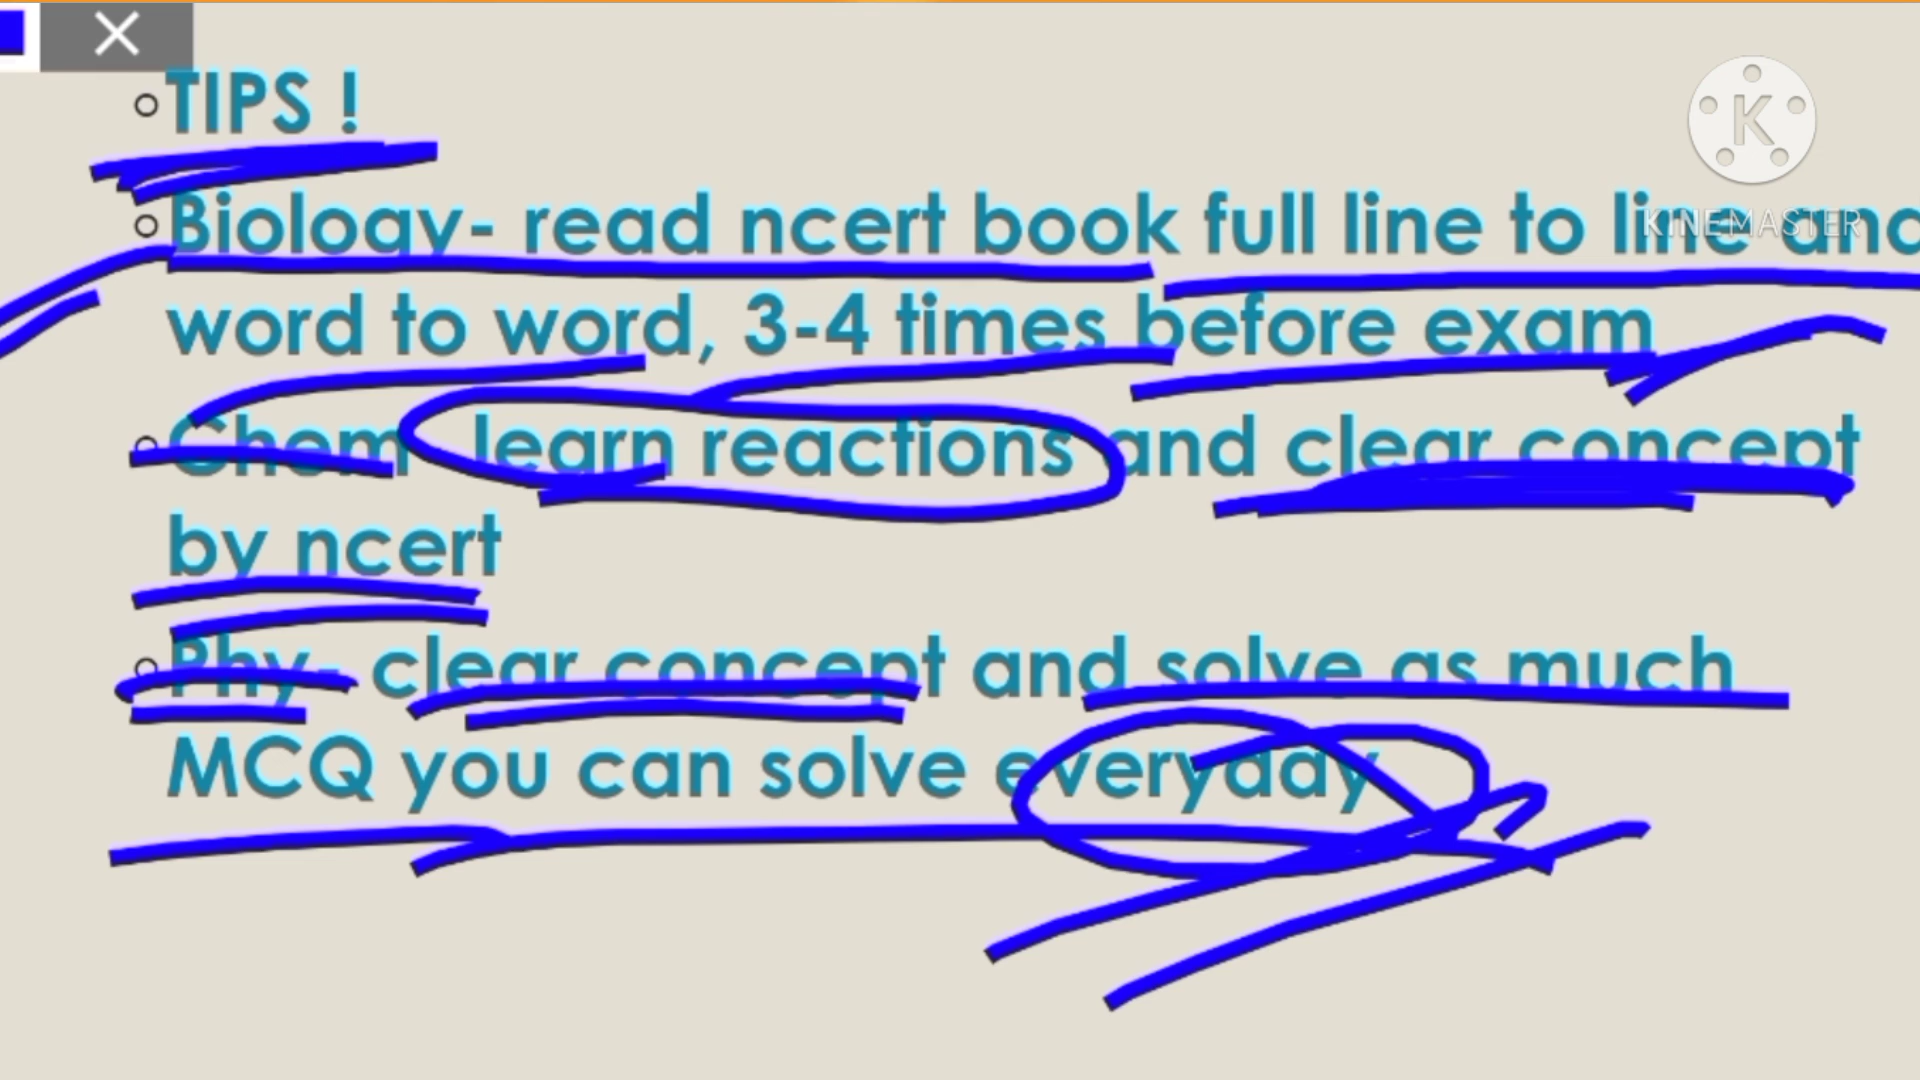 TIPS !
K
KINEMASTER
Biology- read ncert book full line to line and
word to word, 3-4 times before exam
Chem- learn reactions and clear concept
by ncert
Phy- clear concept and solve as much
MCQ you can solve everyday